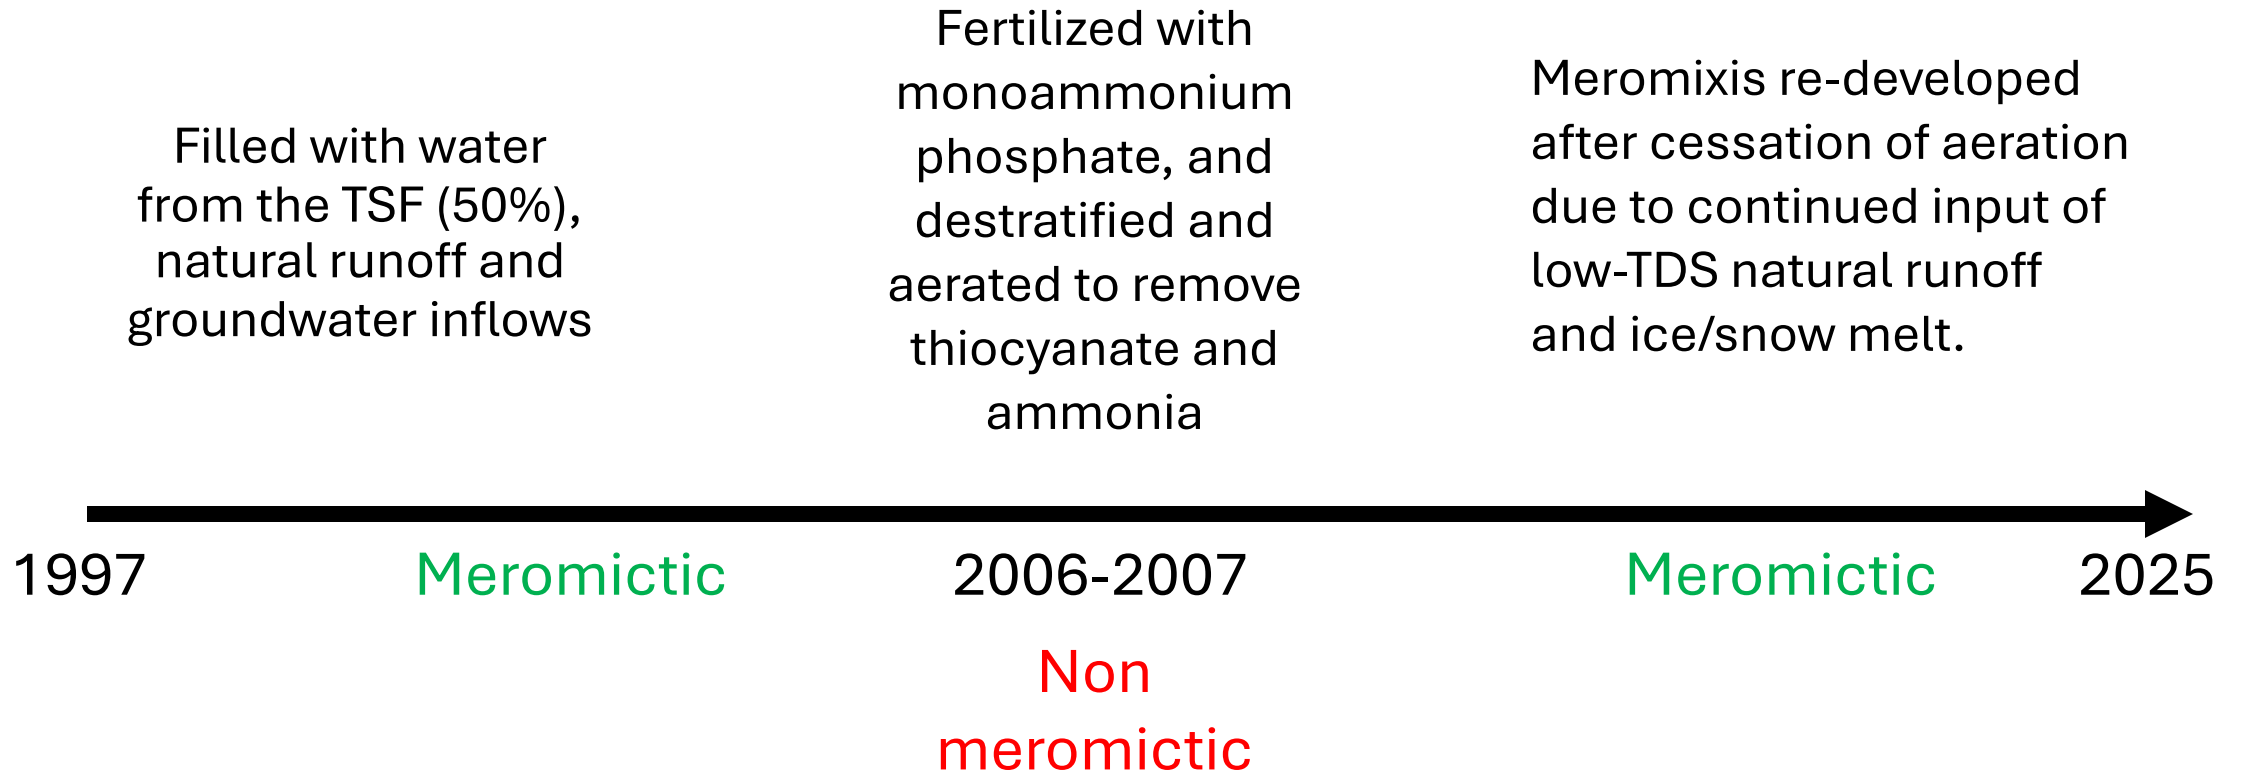 Filled with water
from the TSF (50%),
natural runoff and
groundwater inflows
Fertilized with
monoammonium
phosphate, and
destratified and
aerated to remove
thiocyanate and
ammonia
Meromixis re-developed
after cessation of aeration
due to continued input of
low-TDS natural runoff
and ice/snow melt.
1997
Meromictic
2006-2007
Meromictic
2025
Non
meromictic